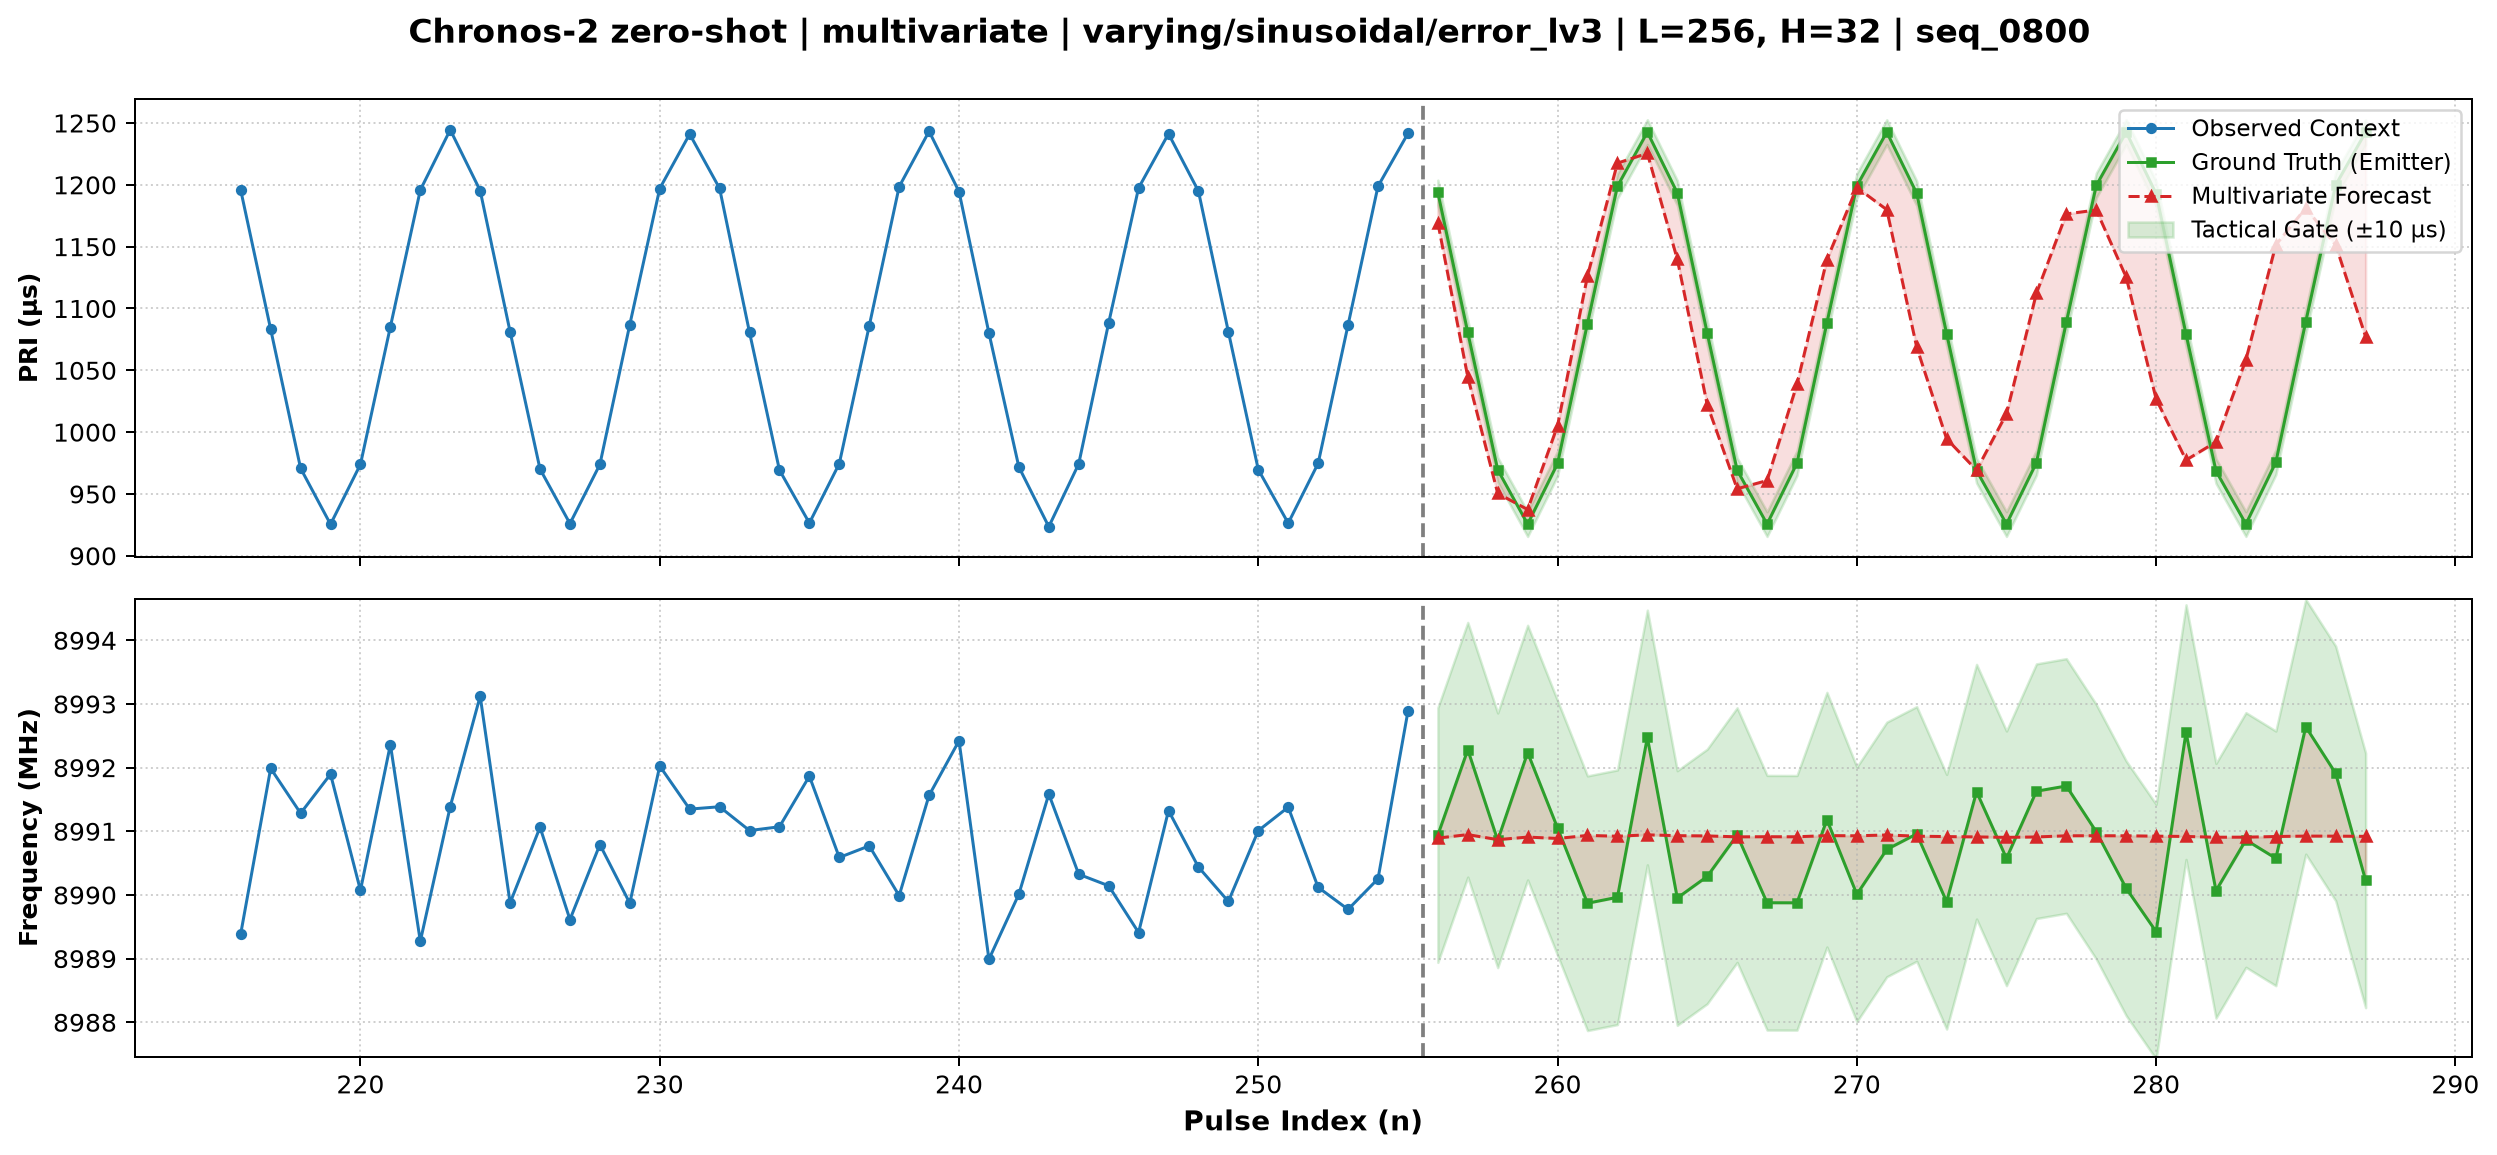 Chronos-2 zero-shot | multivariate | varying/sinusoidal/error_lv3 | L=256, H=32 | seq_0800
PRI (µs)
1250
1200
1150
1100
1050
1000
950
900
Observed Context
Ground Truth (Emitter)
Multivariate Forecast
Tactical Gate (±10 µs)
Frequency (MHz)
8994
8993
8992
8991
8990
8989
8988
220 230 240 250 260 270 280 290
Pulse Index (n)